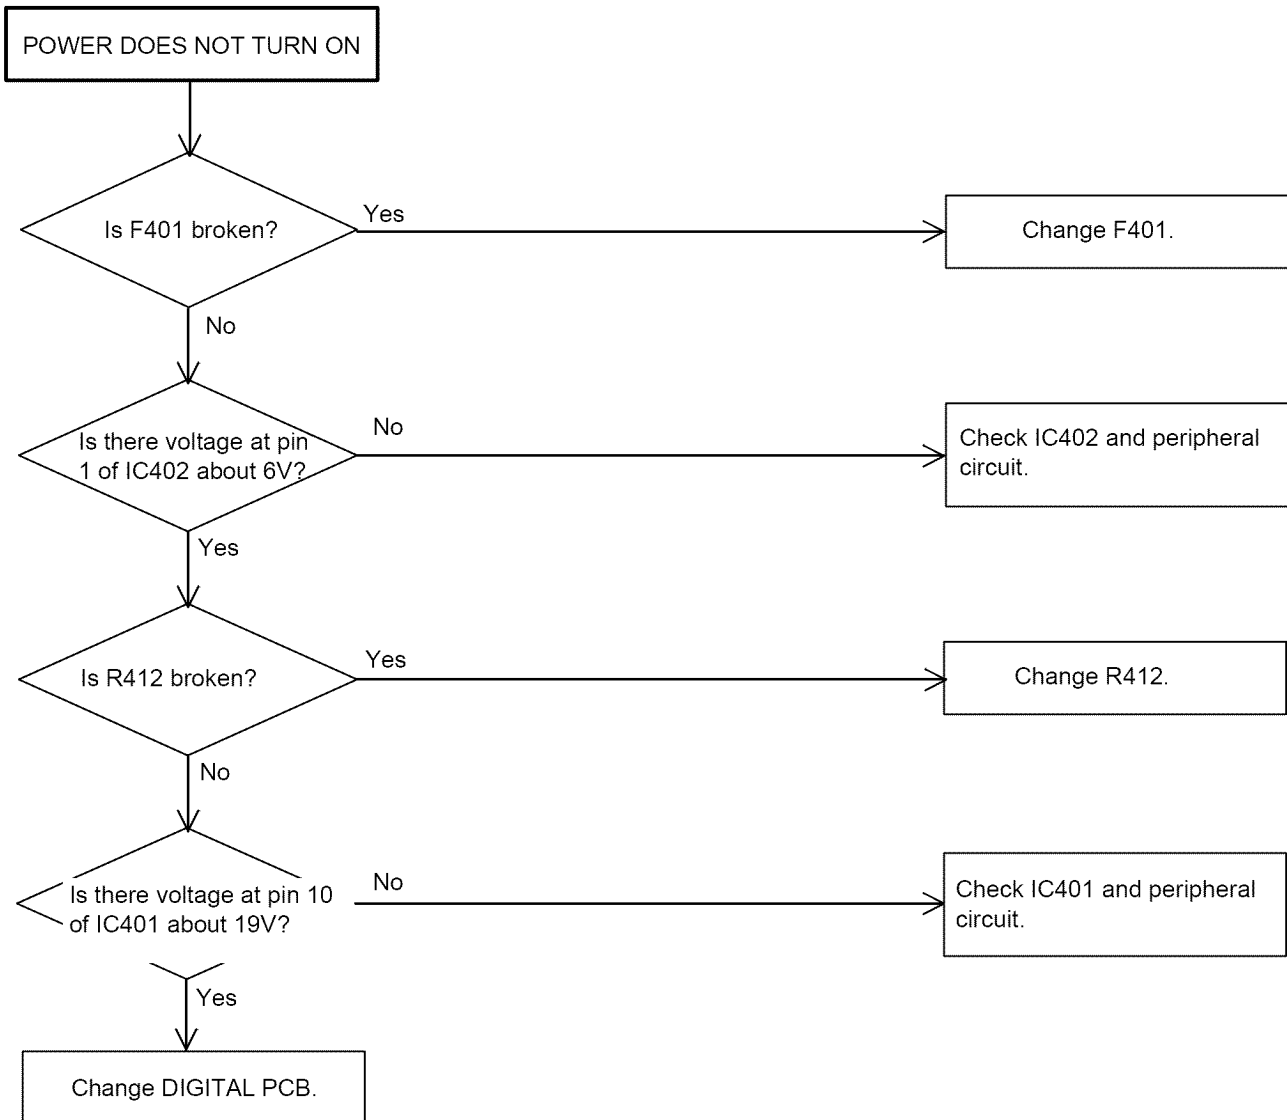 POWER DOES NOT TURN ON
Is F401 broken?
Yes
Change F401.
No
Is there voltage at pin
1 of IC402 about 6V?
No
Check IC402 and peripheral
circuit.
Yes
Is R412 broken?
Yes
Change R412.
No
Is there voltage at pin 10
of IC401 about 19V?
No
Check IC401 and peripheral
circuit.
Yes
Change DIGITAL PCB.